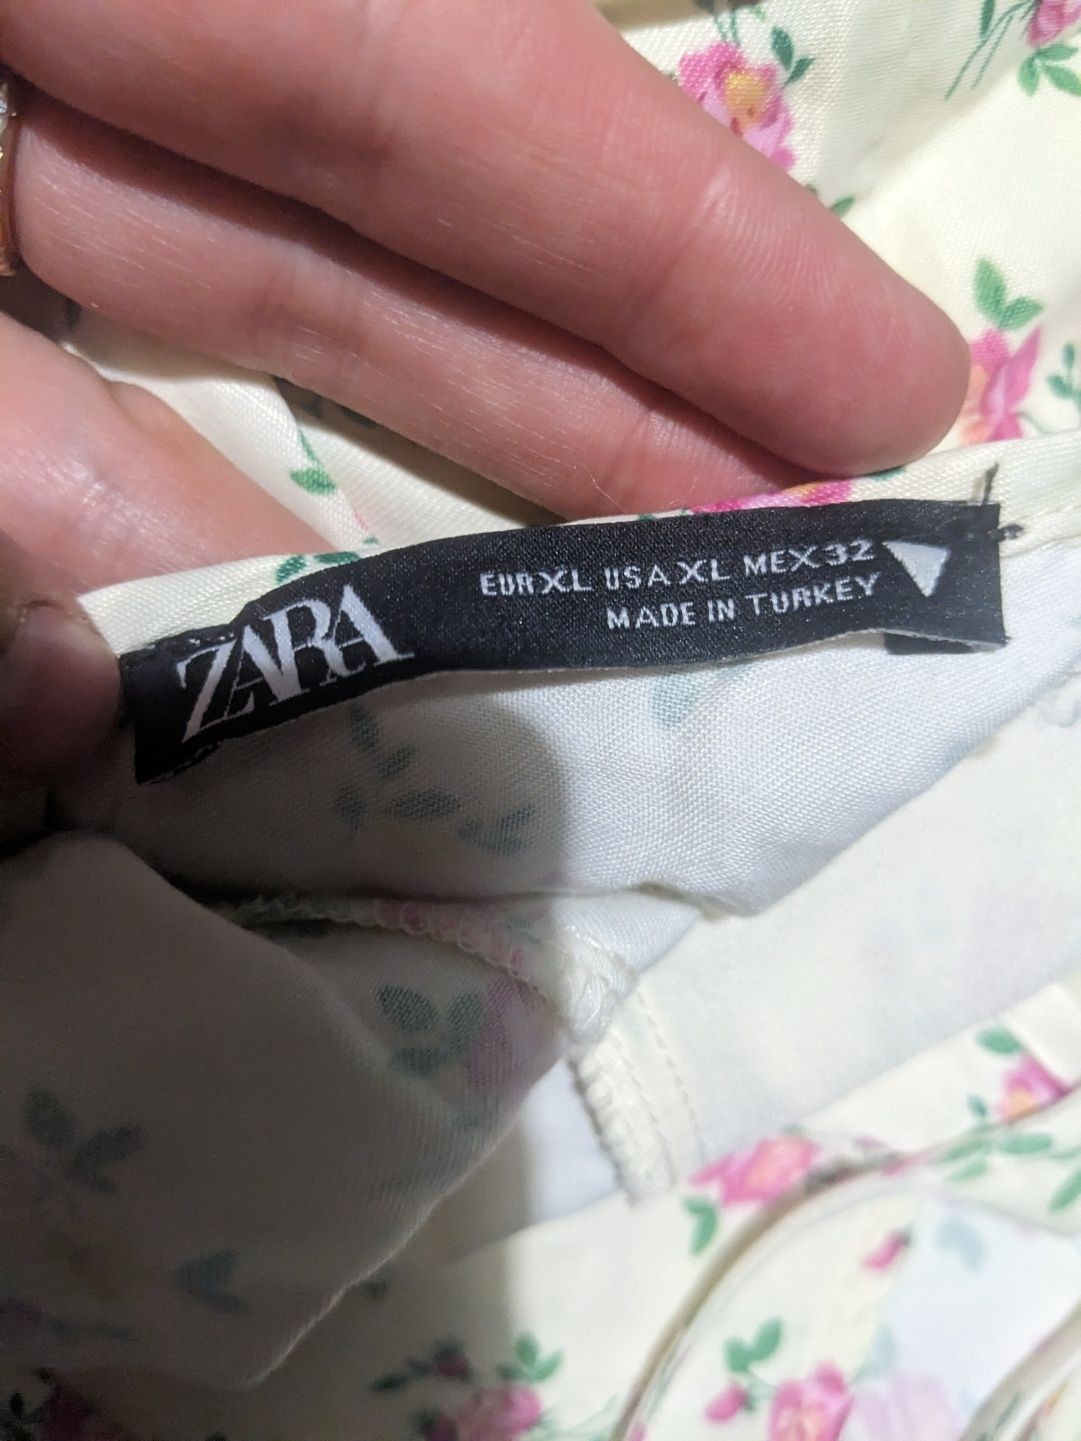 ZARA
EUR XL USA XL MEX 32
MADE IN TURKEY